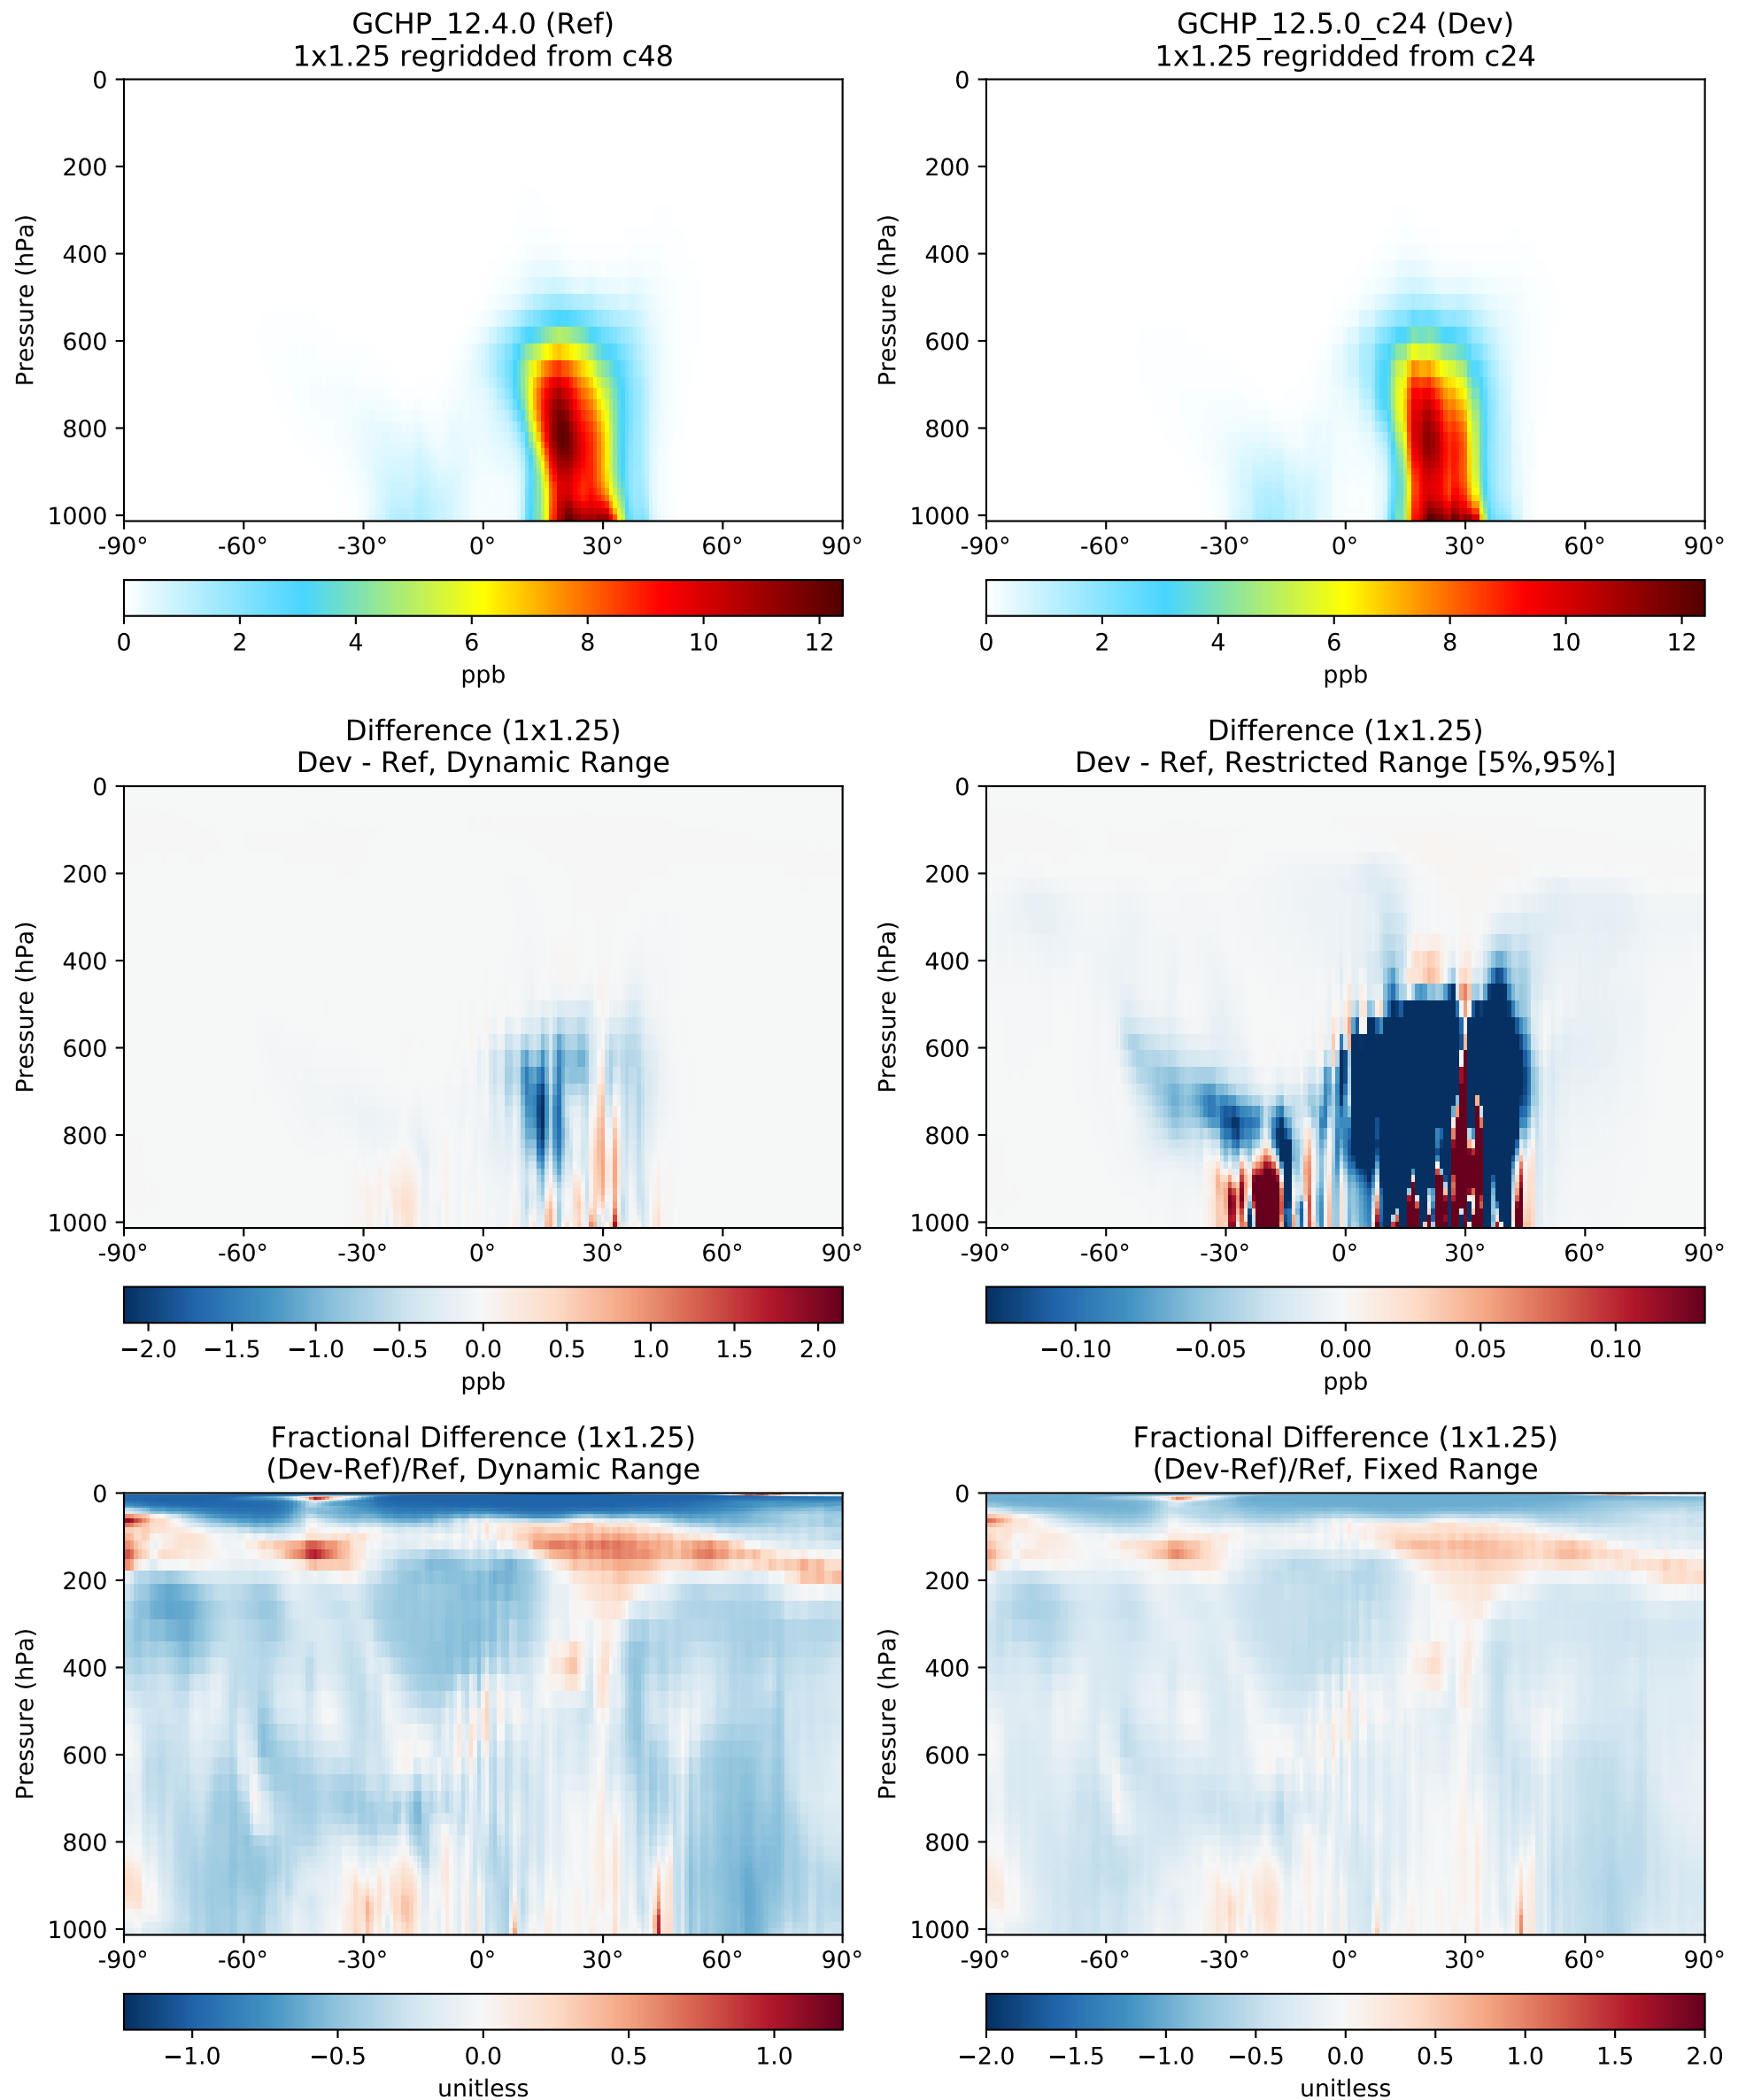 GCHP_12.4.0 (Ref)
1x1.25 regridded from c48
0
200
400
600
800
1000
Pressure (hPa)
-90° -60° -30° 0° 30° 60° 90°
0 2 4 6 8 10 12
ppb
GCHP_12.5.0_c24 (Dev)
1x1.25 regridded from c24
0
200
400
600
800
1000
Pressure (hPa)
-90° -60° -30° 0° 30° 60° 90°
0 2 4 6 8 10 12
ppb
Difference (1x1.25)
Dev - Ref, Dynamic Range
0
200
400
600
800
1000
Pressure (hPa)
-90° -60° -30° 0° 30° 60° 90°
−2.0 −1.5 −1.0 −0.5 0.0 0.5 1.0 1.5 2.0
ppb
Difference (1x1.25)
Dev - Ref, Restricted Range [5%,95%]
0
200
400
600
800
1000
Pressure (hPa)
-90° -60° -30° 0° 30° 60° 90°
−0.10 −0.05 0.00 0.05 0.10
ppb
Fractional Difference (1x1.25)
(Dev-Ref)/Ref, Dynamic Range
0
200
400
600
800
1000
Pressure (hPa)
-90° -60° -30° 0° 30° 60° 90°
−1.0 −0.5 0.0 0.5 1.0
unitless
Fractional Difference (1x1.25)
(Dev-Ref)/Ref, Fixed Range
0
200
400
600
800
1000
Pressure (hPa)
-90° -60° -30° 0° 30° 60° 90°
−2.0 −1.5 −1.0 −0.5 0.0 0.5 1.0 1.5 2.0
unitless